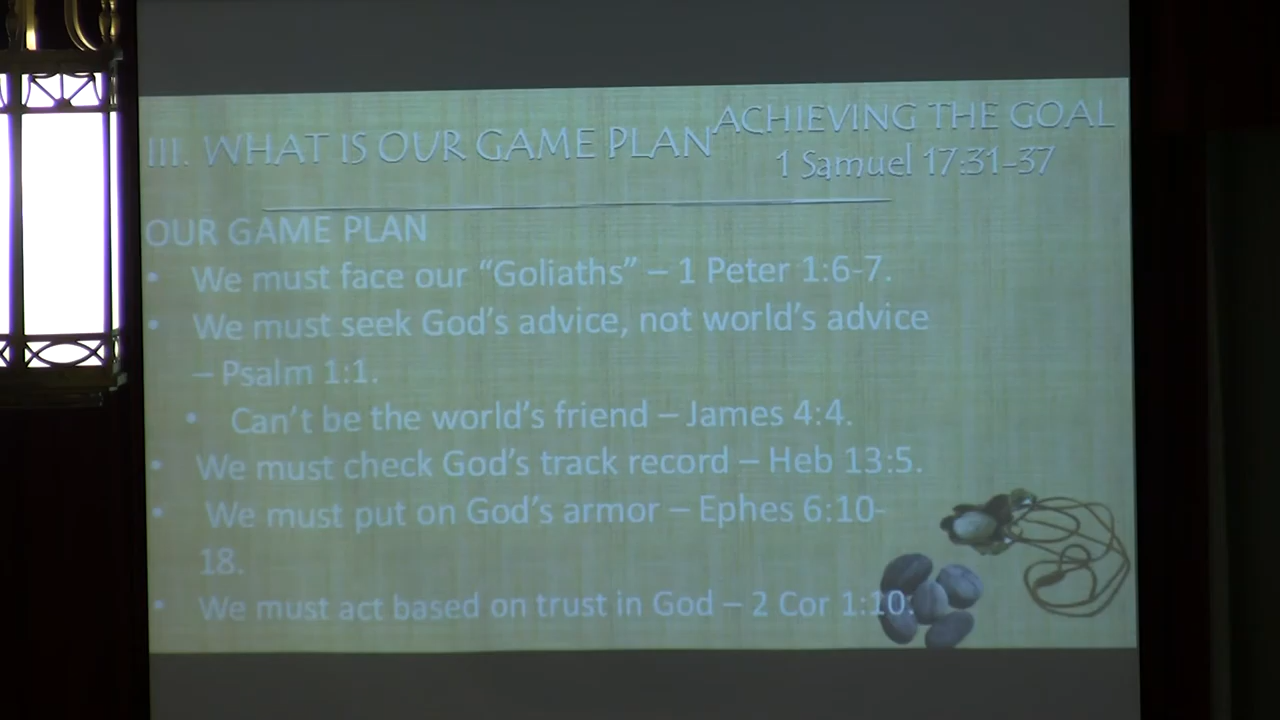 III. WHAT IS OUR GAME PLAN
ACHIEVING THE GOAL
1 Samuel 17:31-37
OUR GAME PLAN
• We must face our “Goliaths” – 1 Peter 1:6-7.
• We must seek God’s advice, not world’s advice
– Psalm 1:1.
• Can’t be the world’s friend – James 4:4.
• We must check God’s track record – Heb 13:5.
• We must put on God’s armor – Ephes 6:10-
18.
• We must act based on trust in God – 2 Cor 1:10.